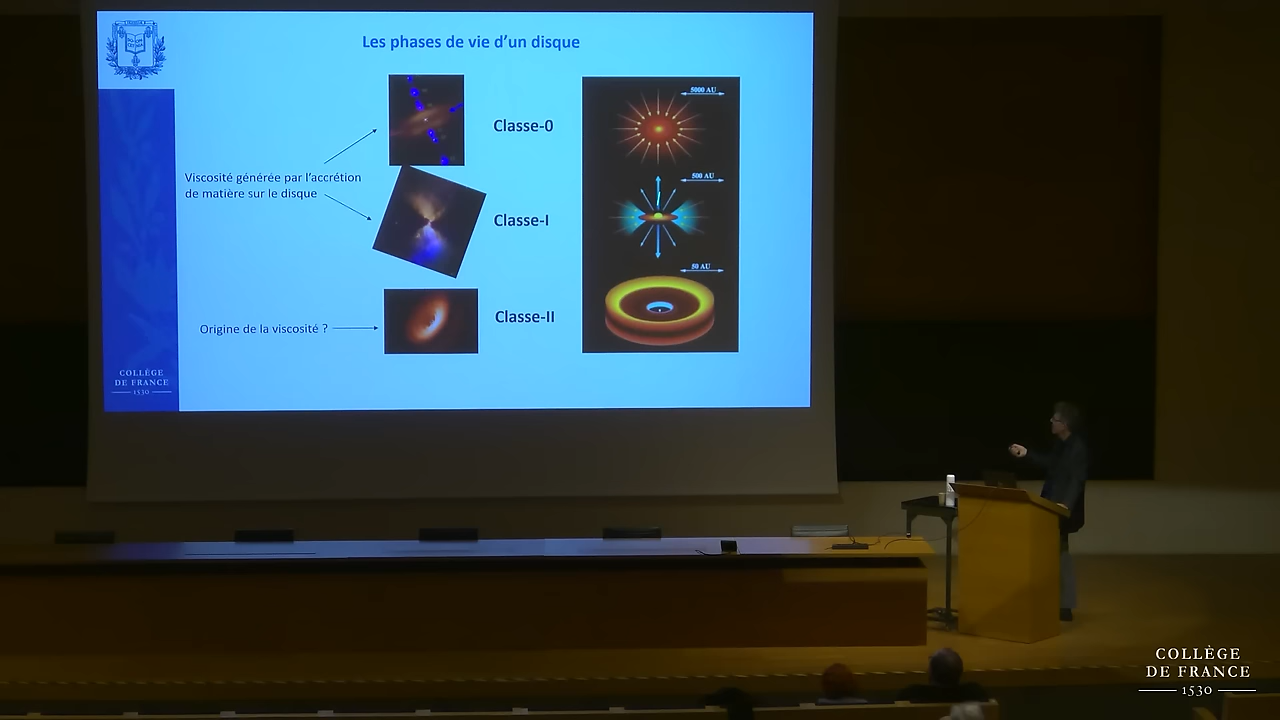 Les phases de vie d'un disque
Classe-0
Viscosité générée par l'accrétion
de matière sur le disque
Classe-I
Origine de la viscosité ?
Classe-II
5000 AU
500 AU
50 AU
COLLÈGE
DE FRANCE
1530
COLLÈGE
DE FRANCE
1530